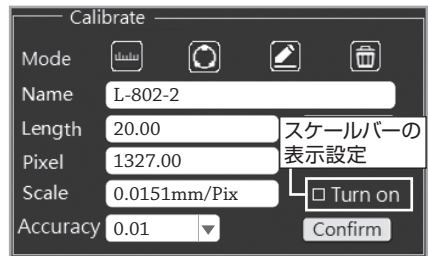 Calibrate
Mode
Name L-802-2
Length 20.00
スケールバーの
表示設定
Pixel 1327.00
Scale 0.0151mm/Pix
Turn on
Accuracy 0.01
Confirm